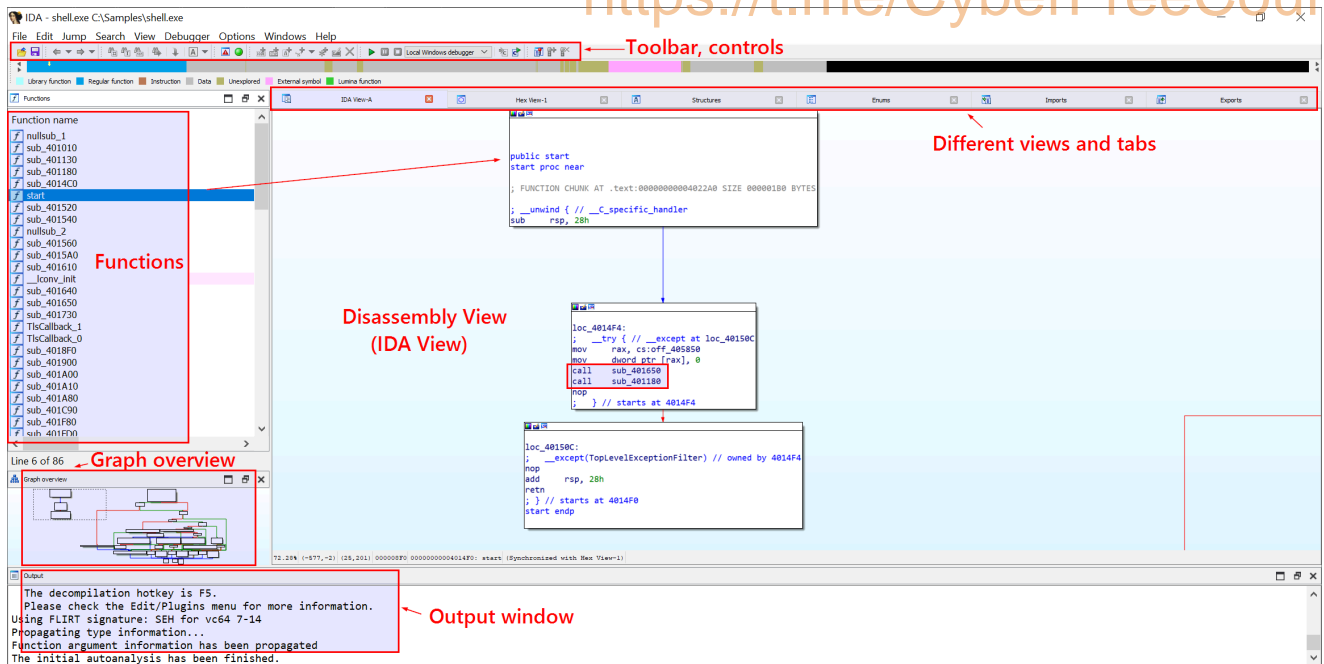 https://t.me/CyberFreeCour
IDA - shell.exe C:\Samples\shell.exe
File Edit Jump Search View Debugger Options Windows Help
Local Windows debugger
Toolbar, controls
Library function Regular function Instruction Data Unexplored External symbol Lumina function
Functions
IDA View-A
Hex View-1
Structures
Enums
Imports
Exports
Function name
nullsub_1
sub_401010
sub_401130
sub_401180
sub_4014C0
start
sub_401520
sub_401540
nullsub_2
sub_401560
sub_4015A0
sub_401610
__lconv_init
sub_401640
sub_401650
sub_401730
TlsCallback_1
TlsCallback_0
sub_4018F0
sub_401900
sub_401A00
sub_401A10
sub_401A80
sub_401C90
sub_401F80
sub_401FD0
Functions
Line 6 of 86
Graph overview
Graph overview
Different views and tabs
public start
start proc near
; FUNCTION CHUNK AT .text:00000000004022A0 SIZE 000001B0 BYTES
; __unwind { // __C_specific_handler
sub rsp, 28h
Disassembly View
(IDA View)
loc_4014F4:
; __try { // __except at loc_40150C
mov rax, cs:off_405850
mov dword ptr [rax], 0
call sub_401650
call sub_401180
nop
; } // starts at 4014F4
loc_40150C:
; __except(TopLevelExceptionFilter) // owned by 4014F4
nop
add rsp, 28h
retn
; } // starts at 4014F0
start endp
72.28% (-577,-2) (25,201) 000008F0 00000000004014F0: start (Synchronized with Hex View-1)
Output
The decompilation hotkey is F5.
Please check the Edit/Plugins menu for more information.
Using FLIRT signature: SEH for vc64 7-14
Propagating type information...
Function argument information has been propagated
The initial autoanalysis has been finished.
Output window